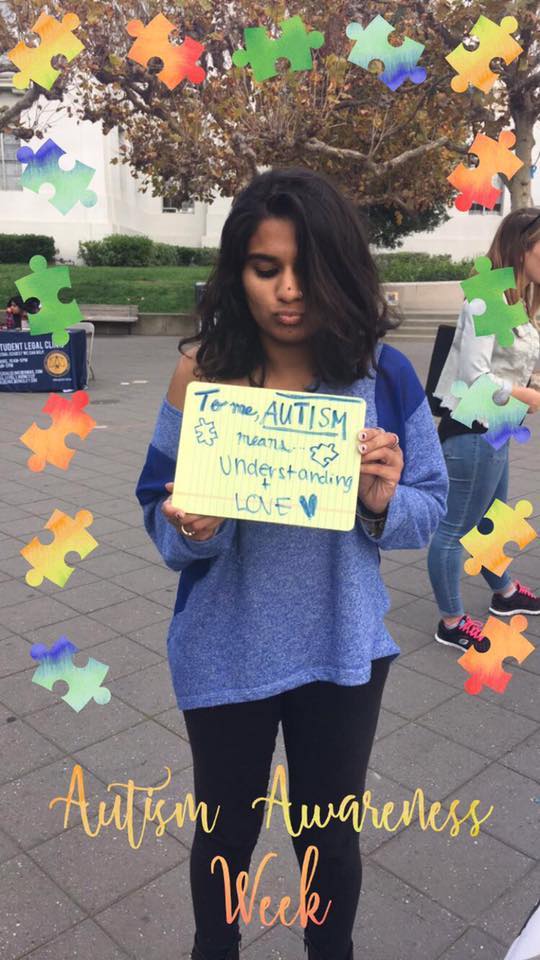 STUDENT LEGAL CLINIC
To me, AUTISM
means...
Understanding
+
LOVE
Autism Awareness
Week